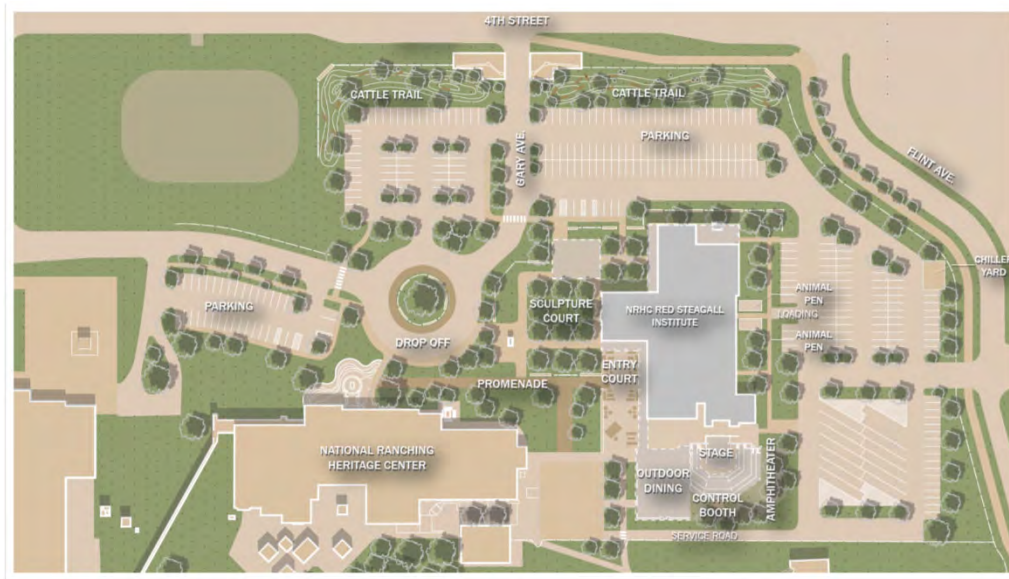 4TH STREET
CATTLE TRAIL
CATTLE TRAIL
PARKING
GARY AVE.
FLINT AVE.
CHILLER
YARD
ANIMAL
PEN
LOADING
ANIMAL
PEN
PARKING
SCULPTURE
COURT
NRHC RED STEAGALL
INSTITUTE
DROP OFF
ENTRY
COURT
PROMENADE
NATIONAL RANCHING
HERITAGE CENTER
STAGE
OUTDOOR
DINING
CONTROL
BOOTH
AMPHITHEATER
SERVICE ROAD